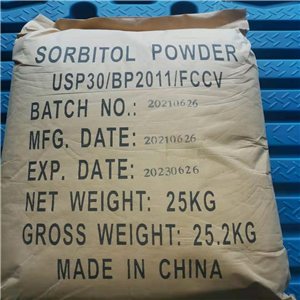 SORBITOL POWDER
USP30/BP2011/FCCV
BATCH NO.: 20210626
MFG. DATE: 20210626
EXP. DATE: 20230626
NET WEIGHT: 25KG
GROSS WEIGHT: 25.2KG
MADE IN CHINA